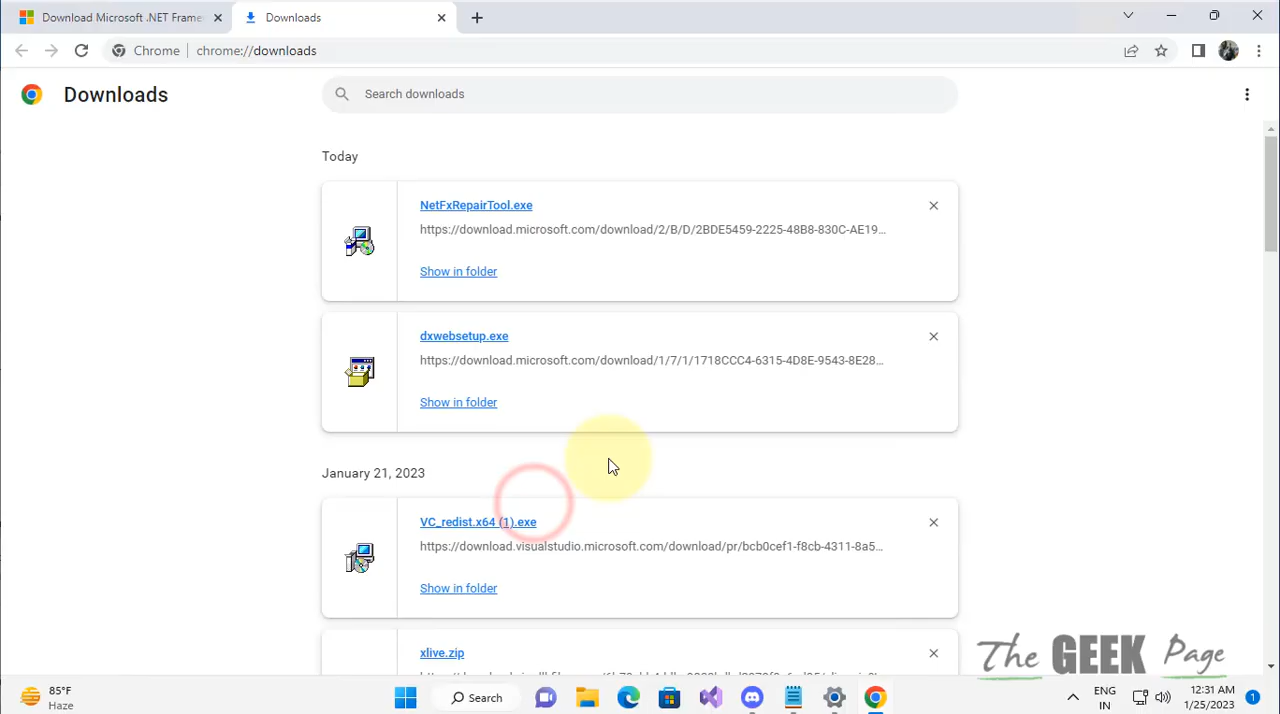 Download Microsoft .NET Frame
Downloads
Chrome
chrome://downloads
Downloads
Search downloads
Today
NetFxRepairTool.exe
https://download.microsoft.com/download/2/B/D/2BDE5459-2225-48B8-830C-AE19...
Show in folder
dxwebsetup.exe
https://download.microsoft.com/download/1/7/1/1718CCC4-6315-4D8E-9543-8E28...
Show in folder
January 21, 2023
VC_redist.x64 (1).exe
https://download.visualstudio.microsoft.com/download/pr/bcb0cef1-f8cb-4311-8a5...
Show in folder
xlive.zip
The GEEK Page
85°F
Haze
Search
ENG
IN
12:31 AM
1/25/2023
1